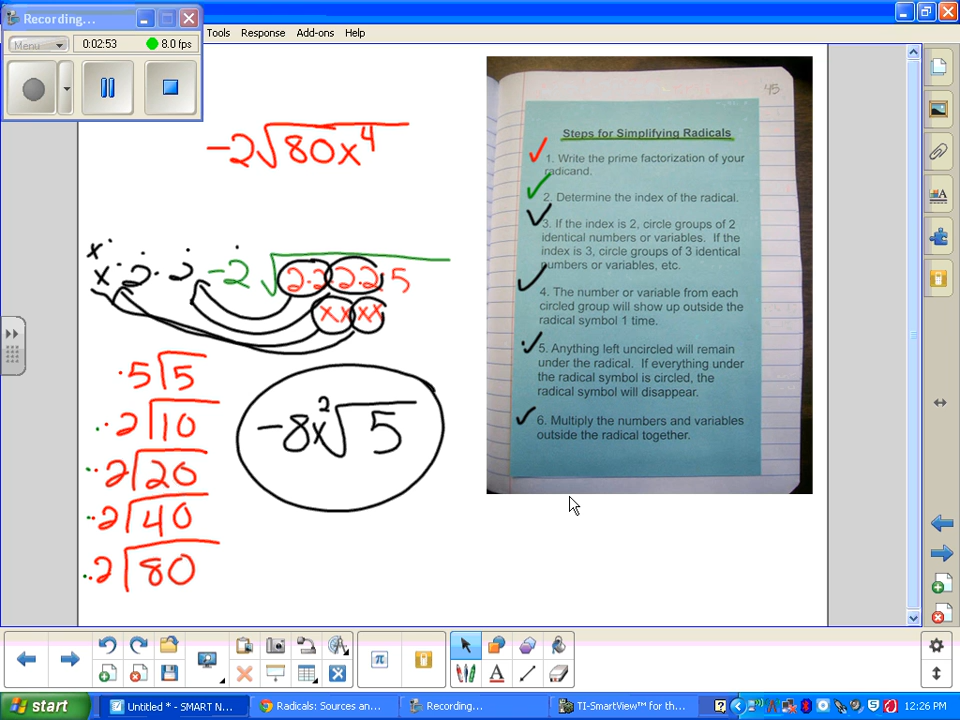 Recording...
Menu
0:02:53
8.0 fps
Tools Response Add-ons Help
-2√80x⁴
45
Steps for Simplifying Radicals
1. Write the prime factorization of your
radicand.
2. Determine the index of the radical.
3. If the index is 2, circle groups of 2
identical numbers or variables. If the
index is 3, circle groups of 3 identical
numbers or variables, etc.
4. The number or variable from each
circled group will show up outside the
radical symbol 1 time.
5. Anything left uncircled will remain
under the radical. If everything under
the radical symbol is circled, the
radical symbol will disappear.
6. Multiply the numbers and variables
outside the radical together.
x
x · 2 · 2 · -2 √2·2·2·2·5
xx xx
5√5
2√10
2√20
2√40
2√80
-8x²√5
π
A
start
Untitled * - SMART N...
Radicals: Sources an...
Recording...
TI-SmartView™ for th...
12:26 PM